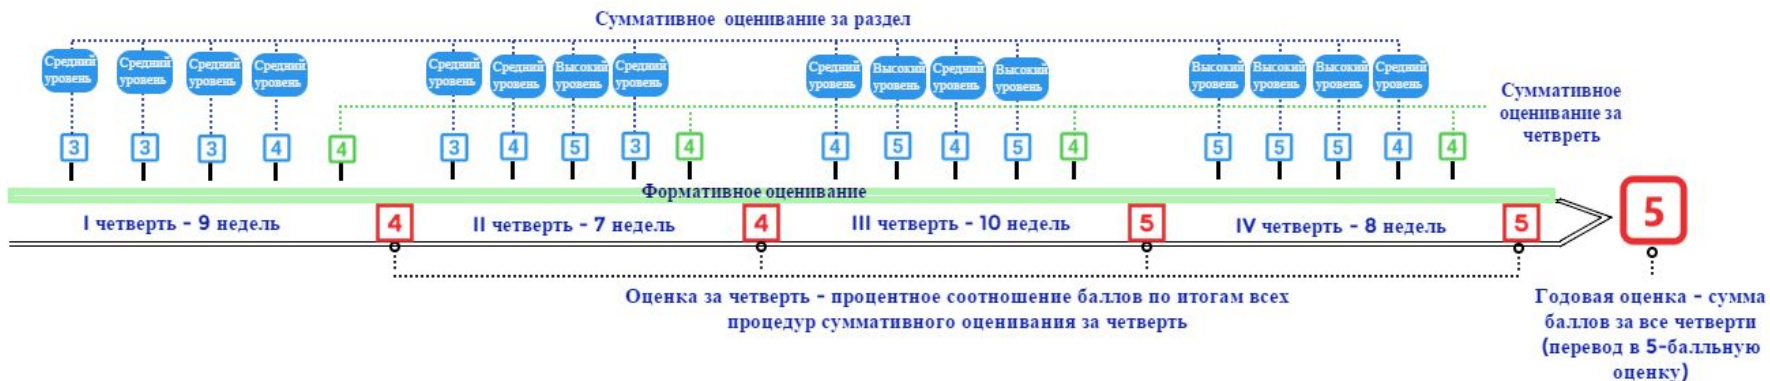 Суммативное оценивание за раздел
Средний уровень
Средний уровень
Средний уровень
Средний уровень
Средний уровень
Средний уровень
Высокий уровень
Средний уровень
Средний уровень
Высокий уровень
Средний уровень
Высокий уровень
Высокий уровень
Высокий уровень
Высокий уровень
Средний уровень
Суммативное
оценивание за
четвреть
3 3 3 4 4 3 4 5 3 4 4 5 4 5 4 5 5 5 4 4
Формативное оценивание
I четверть - 9 недель 4 II четверть - 7 недель 4 III четверть - 10 недель 5 IV четверть - 8 недель 5
5
Оценка за четверть - процентное соотношение баллов по итогам всех
процедур суммативного оценивания за четверть
Годовая оценка - сумма
баллов за все четверти
(перевод в 5-балльную
оценку)